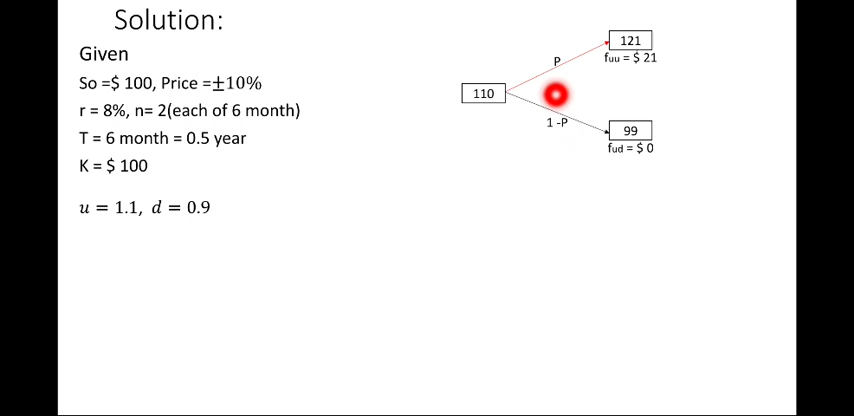 Solution:
Given
So =$ 100, Price =±10%
r = 8%, n= 2(each of 6 month)
T = 6 month = 0.5 year
K = $ 100
u = 1.1, d = 0.9
121
fuu = $ 21
P
110
1 -P
99
fud = $ 0